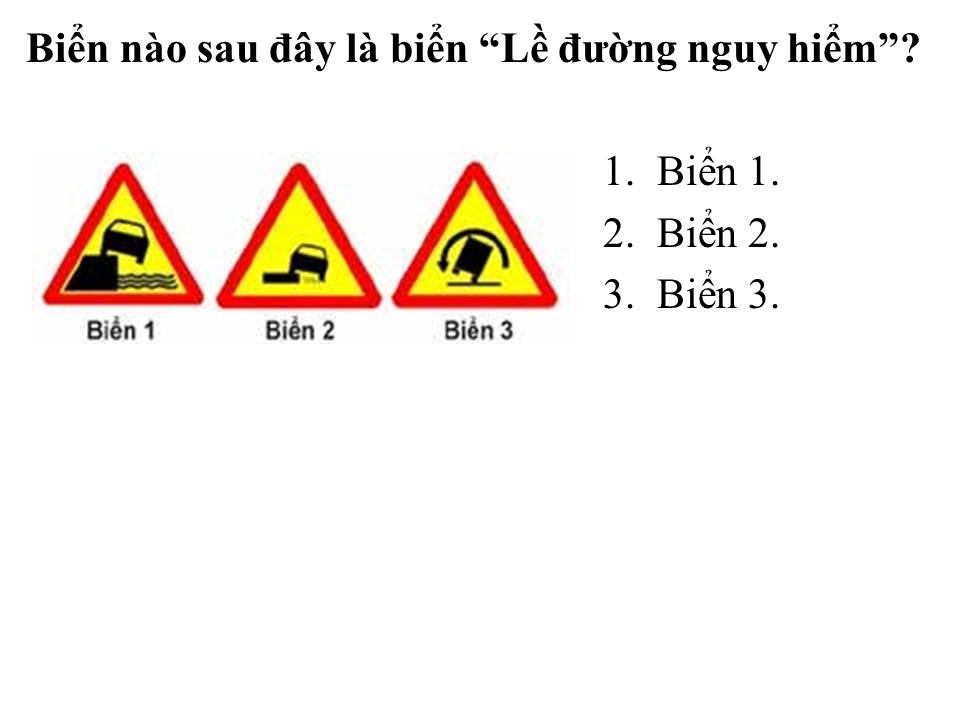 Biển nào sau đây là biển “Lề đường nguy hiểm”?
1. Biển 1.
2. Biển 2.
3. Biển 3.
Biển 1
Biển 2
Biển 3